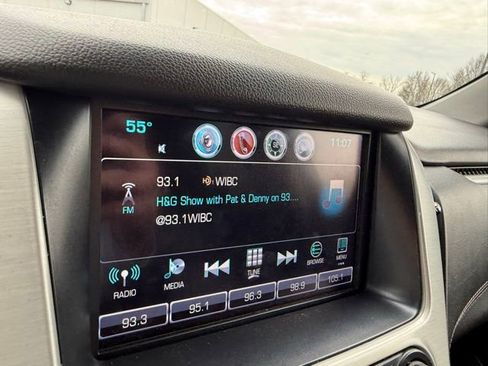 55°
11:07
93.1 WIBC
H&G Show with Pat & Denny on 93....
FM
@93.1WIBC
RADIO MEDIA TUNE BROWSE MENU
93.3 95.1 96.3 98.9 105.1